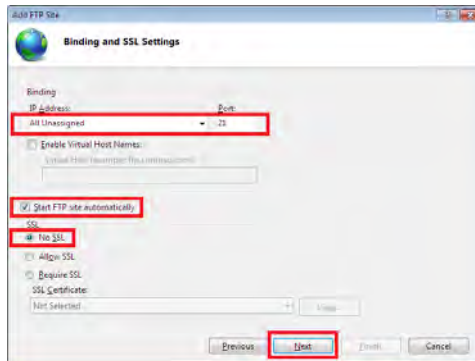 Add FTP Site
Binding and SSL Settings
Binding
IP Address: Port:
All Unassigned 21
Enable Virtual Host Names:
Start FTP site automatically
SSL
No SSL
Allow SSL
Require SSL
SSL Certificate:
Not Selected
Previous Next Finish Cancel